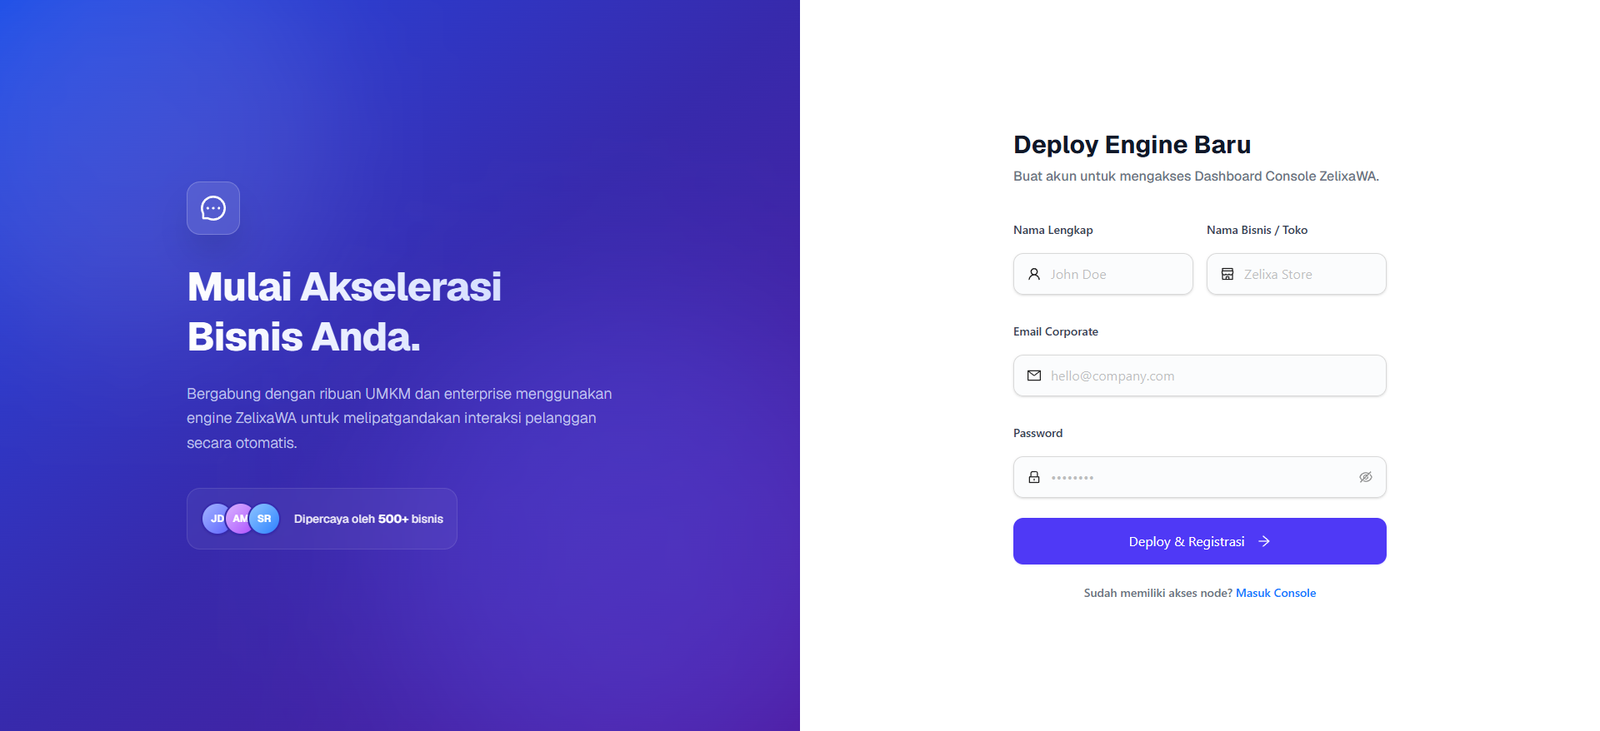 Mulai Akselerasi
Bisnis Anda.
Bergabung dengan ribuan UMKM dan enterprise menggunakan
engine ZelixaWA untuk melipatgandakan interaksi pelanggan
secara otomatis.
JD AM SR Dipercaya oleh 500+ bisnis
Deploy Engine Baru
Buat akun untuk mengakses Dashboard Console ZelixaWA.
Nama Lengkap Nama Bisnis / Toko
John Doe Zelixa Store
Email Corporate
hello@company.com
Password
••••••••
Deploy & Registrasi →
Sudah memiliki akses node? Masuk Console